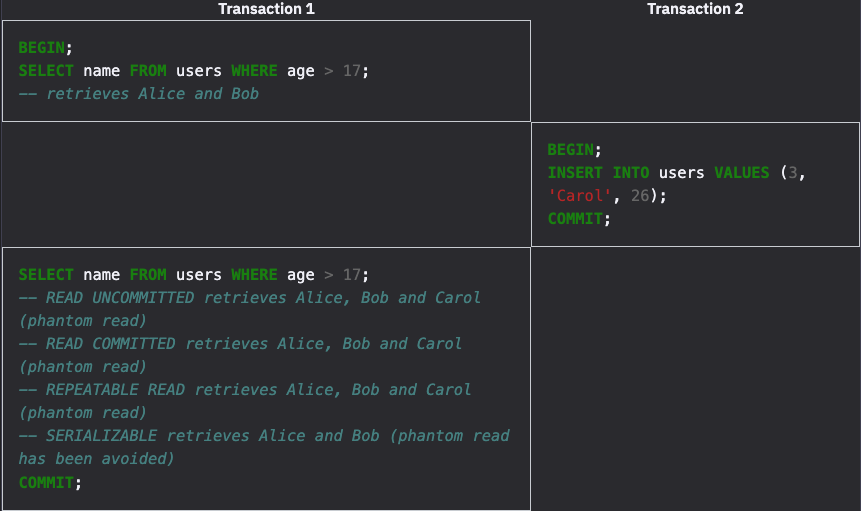 Transaction 1
Transaction 2
BEGIN;
SELECT name FROM users WHERE age > 17;
-- retrieves Alice and Bob
BEGIN;
INSERT INTO users VALUES (3,
'Carol', 26);
COMMIT;
SELECT name FROM users WHERE age > 17;
-- READ UNCOMMITTED retrieves Alice, Bob and Carol
(phantom read)
-- READ COMMITTED retrieves Alice, Bob and Carol
(phantom read)
-- REPEATABLE READ retrieves Alice, Bob and Carol
(phantom read)
-- SERIALIZABLE retrieves Alice and Bob (phantom read
has been avoided)
COMMIT;